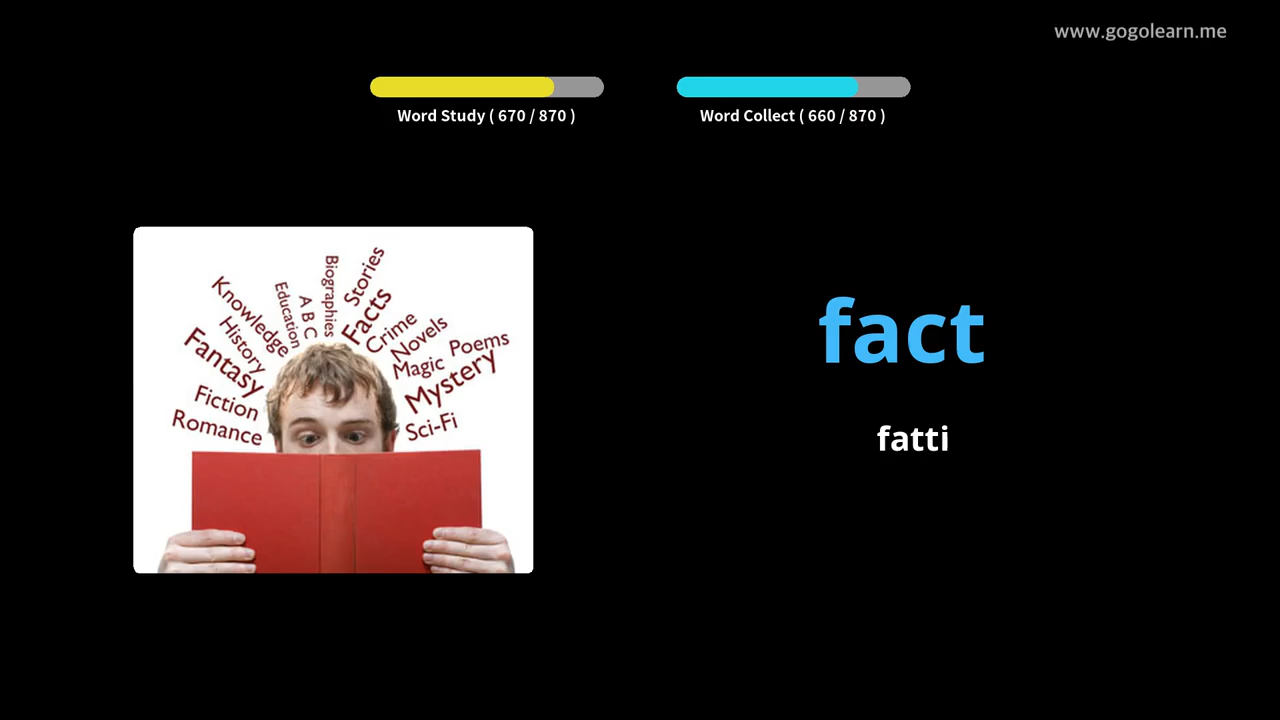 www.gogolearn.me
Word Study ( 670 / 870 )
Word Collect ( 660 / 870 )
Knowledge
Education
A B C
Biographies
Stories
Facts
Crime
Novels
Poems
Magic
Mystery
Sci-Fi
History
Fantasy
Fiction
Romance
fact
fatti